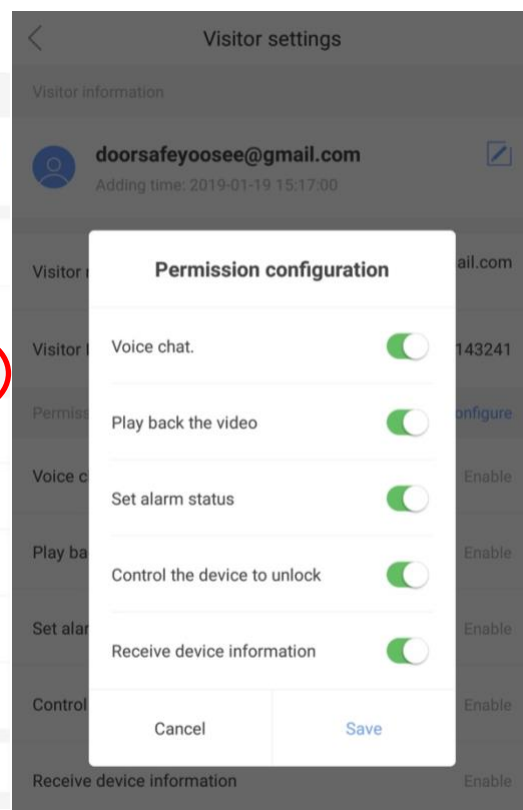 Visitor settings
Visitor information
doorsafeyoosee@gmail.com
Adding time: 2019-01-19 15:17:00
Visitor ail.com
Permission configuration
Voice chat.
Visitor 143241
Play back the video
Permiss onfigure
Set alarm status
Voice c Enable
Control the device to unlock
Play ba Enable
Receive device information
Set alar Enable
Cancel Save
Control Enable
Receive device information Enable